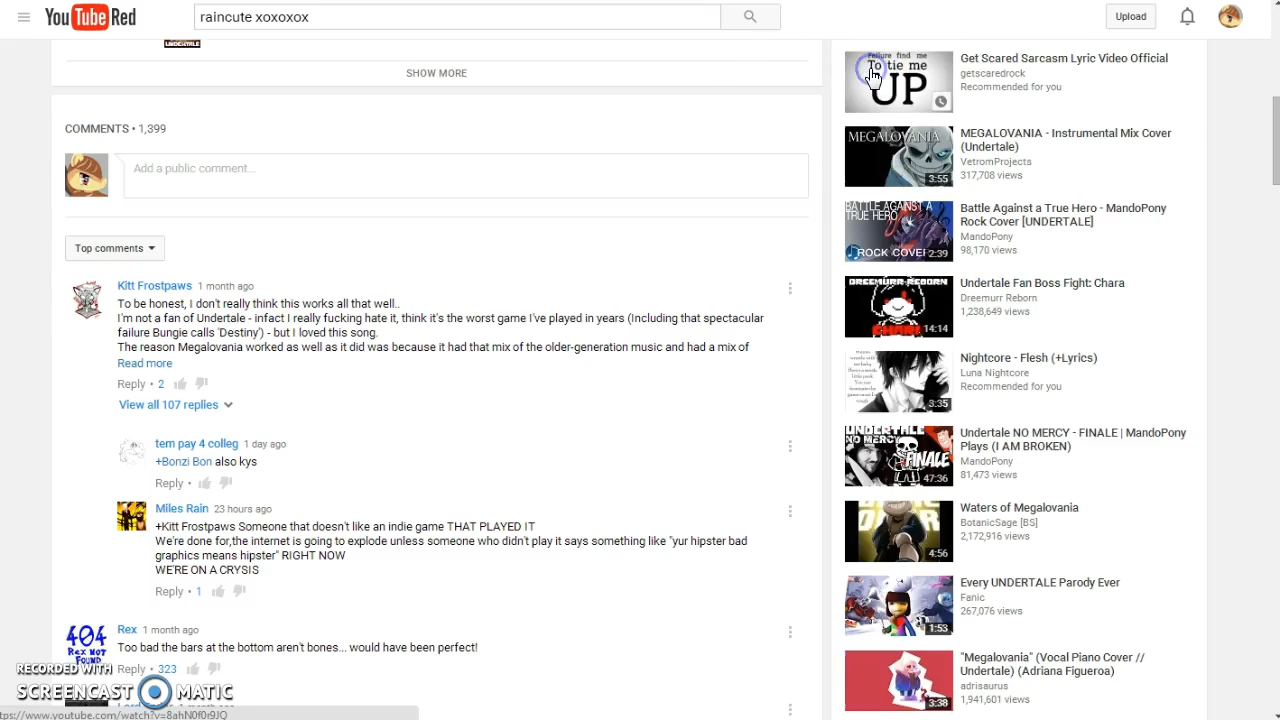 YouTube Red
raincute xoxoxox
Upload
UNDERTALE
SHOW MORE
COMMENTS • 1,399
Add a public comment...
Top comments
Kitt Frostpaws 1 month ago
To be honest, I don't really think this works all that well..
I'm not a fan of Undertale - infact I really fucking hate it, think it's the worst game I've played in years (Including that spectacular
failure Bungie calls 'Destiny') - but I loved this song.
The reason Megalovania worked as well as it did was because it had that mix of the older-generation music and had a mix of
Read more
Reply • 2
View all 107 replies
tem pay 4 colleg 1 day ago
+Bonzi Bon also kys
Reply •
Miles Rain 23 hours ago
+Kitt Frostpaws Someone that doesn't like an indie game THAT PLAYED IT
We're done for,the internet is going to explode unless someone who didn't play it says something like "yur hipster bad
graphics means hipster" RIGHT NOW
WE'RE ON A CRYSIS
Reply • 1
404
Rex NOT
FOUND
Rex 1 month ago
Too bad the bars at the bottom aren't bones... would have been perfect!
Reply • 323
RECORDED WITH
SCREENCAST MATIC
month ago
tps://www.youtube.com/watch?v=8ahN0f0r9JQ
Failure find me
To tie me
UP
Get Scared Sarcasm Lyric Video Official
getscaredrock
Recommended for you
MEGALOVANIA
3:55
MEGALOVANIA - Instrumental Mix Cover
(Undertale)
VetromProjects
317,708 views
BATTLE AGAINST A
TRUE HERO
ROCK COVER
2:39
Battle Against a True Hero - MandoPony
Rock Cover [UNDERTALE]
MandoPony
98,170 views
DREEMURR REBORN
CHARA
14:14
Undertale Fan Boss Fight: Chara
Dreemurr Reborn
1,238,649 views
3:35
Nightcore - Flesh (+Lyrics)
Luna Nightcore
Recommended for you
UNDERTALE
NO MERCY
FINALE
47:36
Undertale NO MERCY - FINALE | MandoPony
Plays (I AM BROKEN)
MandoPony
81,473 views
4:56
Waters of Megalovania
BotanicSage [BS]
2,172,916 views
1:53
Every UNDERTALE Parody Ever
Fanic
267,076 views
3:38
"Megalovania" (Vocal Piano Cover //
Undertale) (Adriana Figueroa)
adrisaurus
1,941,601 views